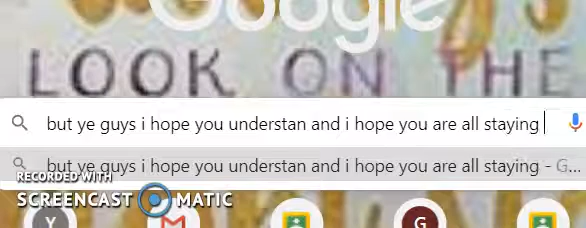 Google
LOOK ON THE
but ye guys i hope you understan and i hope you are all staying
but ye guys i hope you understan and i hope you are all staying - G...
RECORDED WITH
SCREENCAST MATIC
Y
G